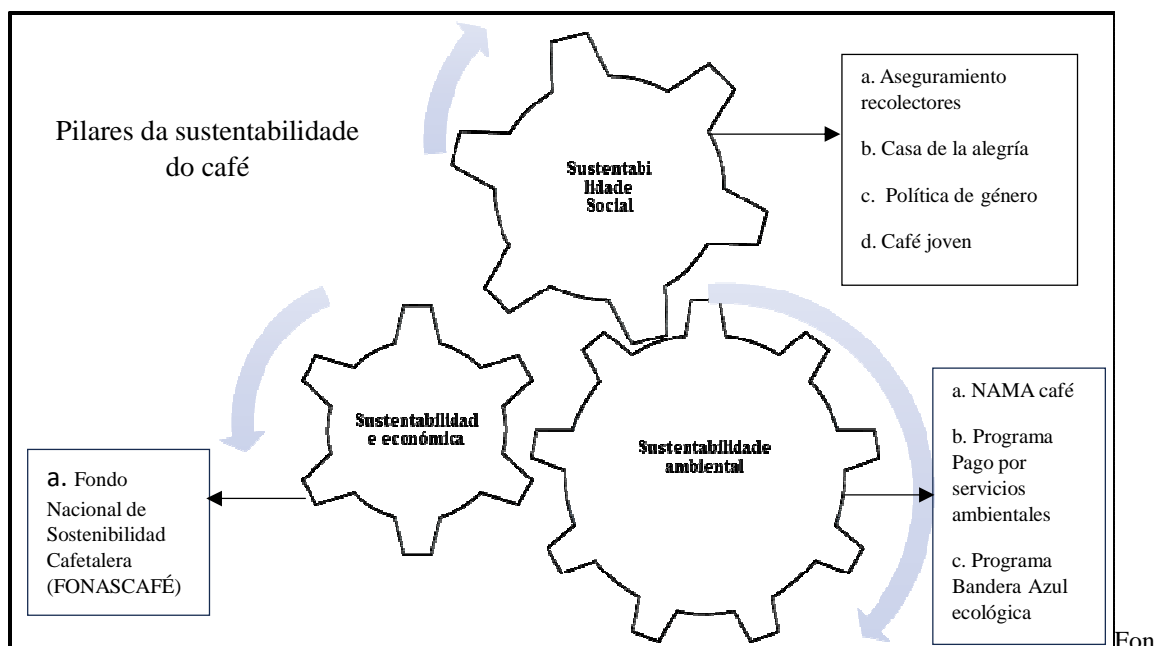 Pilares da sustentabilidade
do café
Sustentabi
lidade
Social
a. Aseguramiento
recolectores
b. Casa de la alegría
c. Política de género
d. Café joven
Sustentabilidad
e económica
a. Fondo
Nacional de
Sostenibilidad
Cafetalera
(FONASCAFÉ)
Sustentabilidade
ambiental
a. NAMA café
b. Programa
Pago por
servicios
ambientales
c. Programa
Bandera Azul
ecológica
Fon